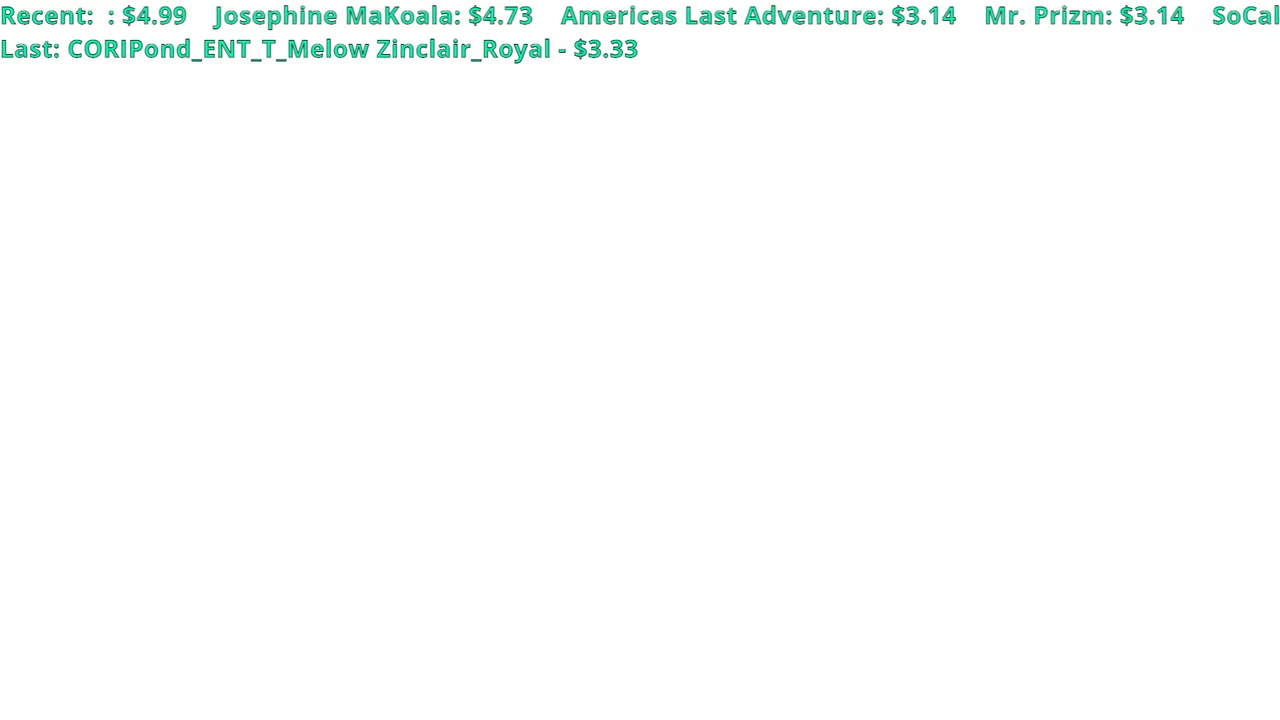 Recent:  : $4.99    Josephine MaKoala: $4.73    Americas Last Adventure: $3.14    Mr. Prizm: $3.14    SoCal
Last: CORIPond_ENT_T_Melow Zinclair_Royal - $3.33